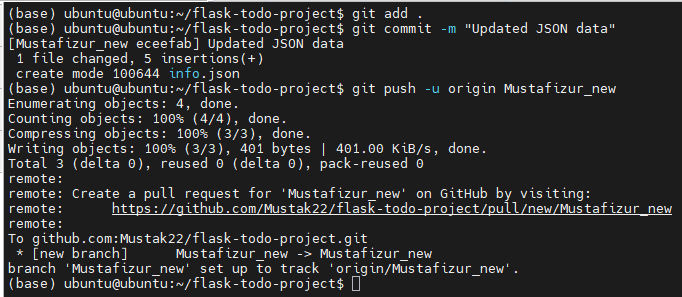 (base) ubuntu@ubuntu:~/flask-todo-project$ git add .
(base) ubuntu@ubuntu:~/flask-todo-project$ git commit -m "Updated JSON data"
[Mustafizur_new eceefab] Updated JSON data
 1 file changed, 5 insertions(+)
 create mode 100644 info.json
(base) ubuntu@ubuntu:~/flask-todo-project$ git push -u origin Mustafizur_new
Enumerating objects: 4, done.
Counting objects: 100% (4/4), done.
Compressing objects: 100% (3/3), done.
Writing objects: 100% (3/3), 401 bytes | 401.00 KiB/s, done.
Total 3 (delta 0), reused 0 (delta 0), pack-reused 0
remote:
remote: Create a pull request for 'Mustafizur_new' on GitHub by visiting:
remote:      https://github.com/Mustak22/flask-todo-project/pull/new/Mustafizur_new
remote:
To github.com:Mustak22/flask-todo-project.git
 * [new branch]      Mustafizur_new -> Mustafizur_new
branch 'Mustafizur_new' set up to track 'origin/Mustafizur_new'.
(base) ubuntu@ubuntu:~/flask-todo-project$